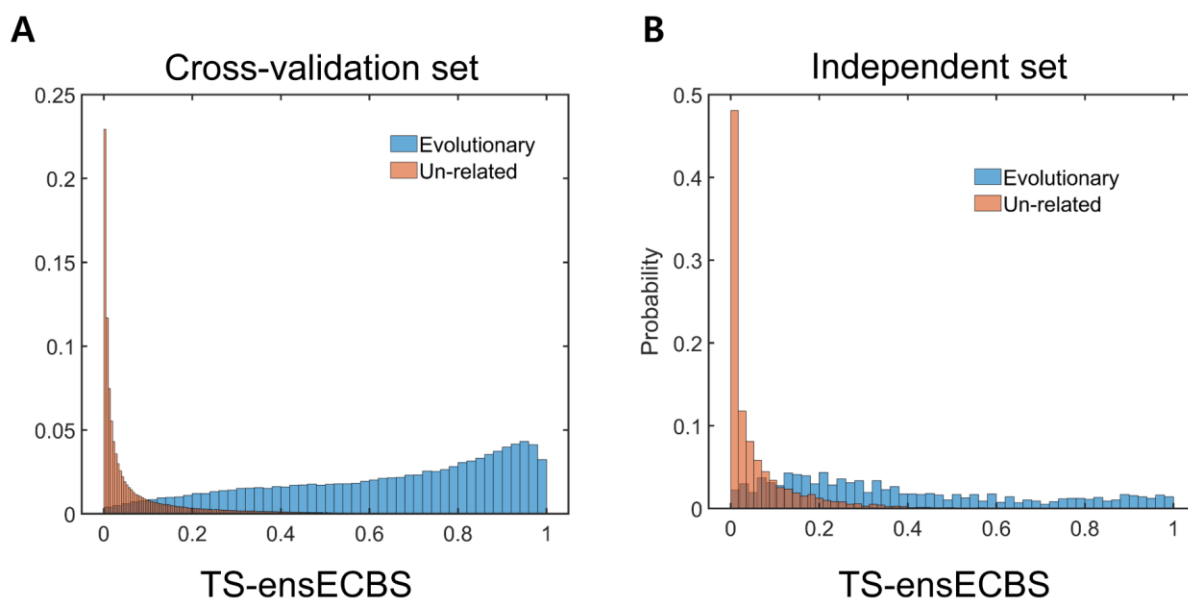 A
Cross-validation set
0.25
0.2
0.15
0.1
0.05
0
0 0.2 0.4 0.6 0.8 1
Evolutionary
Un-related
TS-ensECBS
B
Independent set
0.5
0.4
0.3
0.2
0.1
0
Probability
0 0.2 0.4 0.6 0.8 1
Evolutionary
Un-related
TS-ensECBS